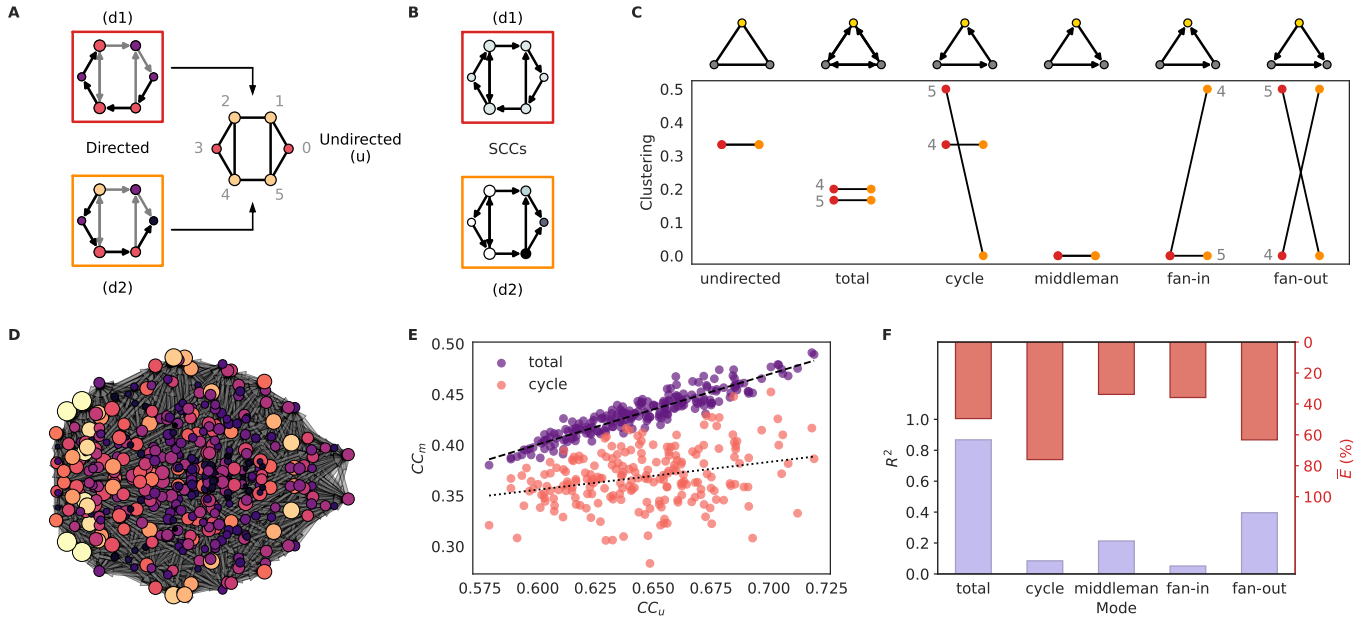 A
(d1)
Directed
(d2)
2
1
3
0
4
5
Undirected
(u)
B
(d1)
SCCs
(d2)
C
Clustering
0.5
0.4
0.3
0.2
0.1
0.0
4
5
5
4
4
5
5
4
undirected
total
cycle
middleman
fan-in
fan-out
D
E
CCₘ
0.50
0.45
0.40
0.35
0.30
total
cycle
0.575
0.600
0.625
0.650
0.675
0.700
0.725
CCᵤ
F
R²
1.0
0.8
0.6
0.4
0.2
0.0
0
20
40
60
80
100
E̅ (%)
total
cycle
middleman
fan-in
fan-out
Mode